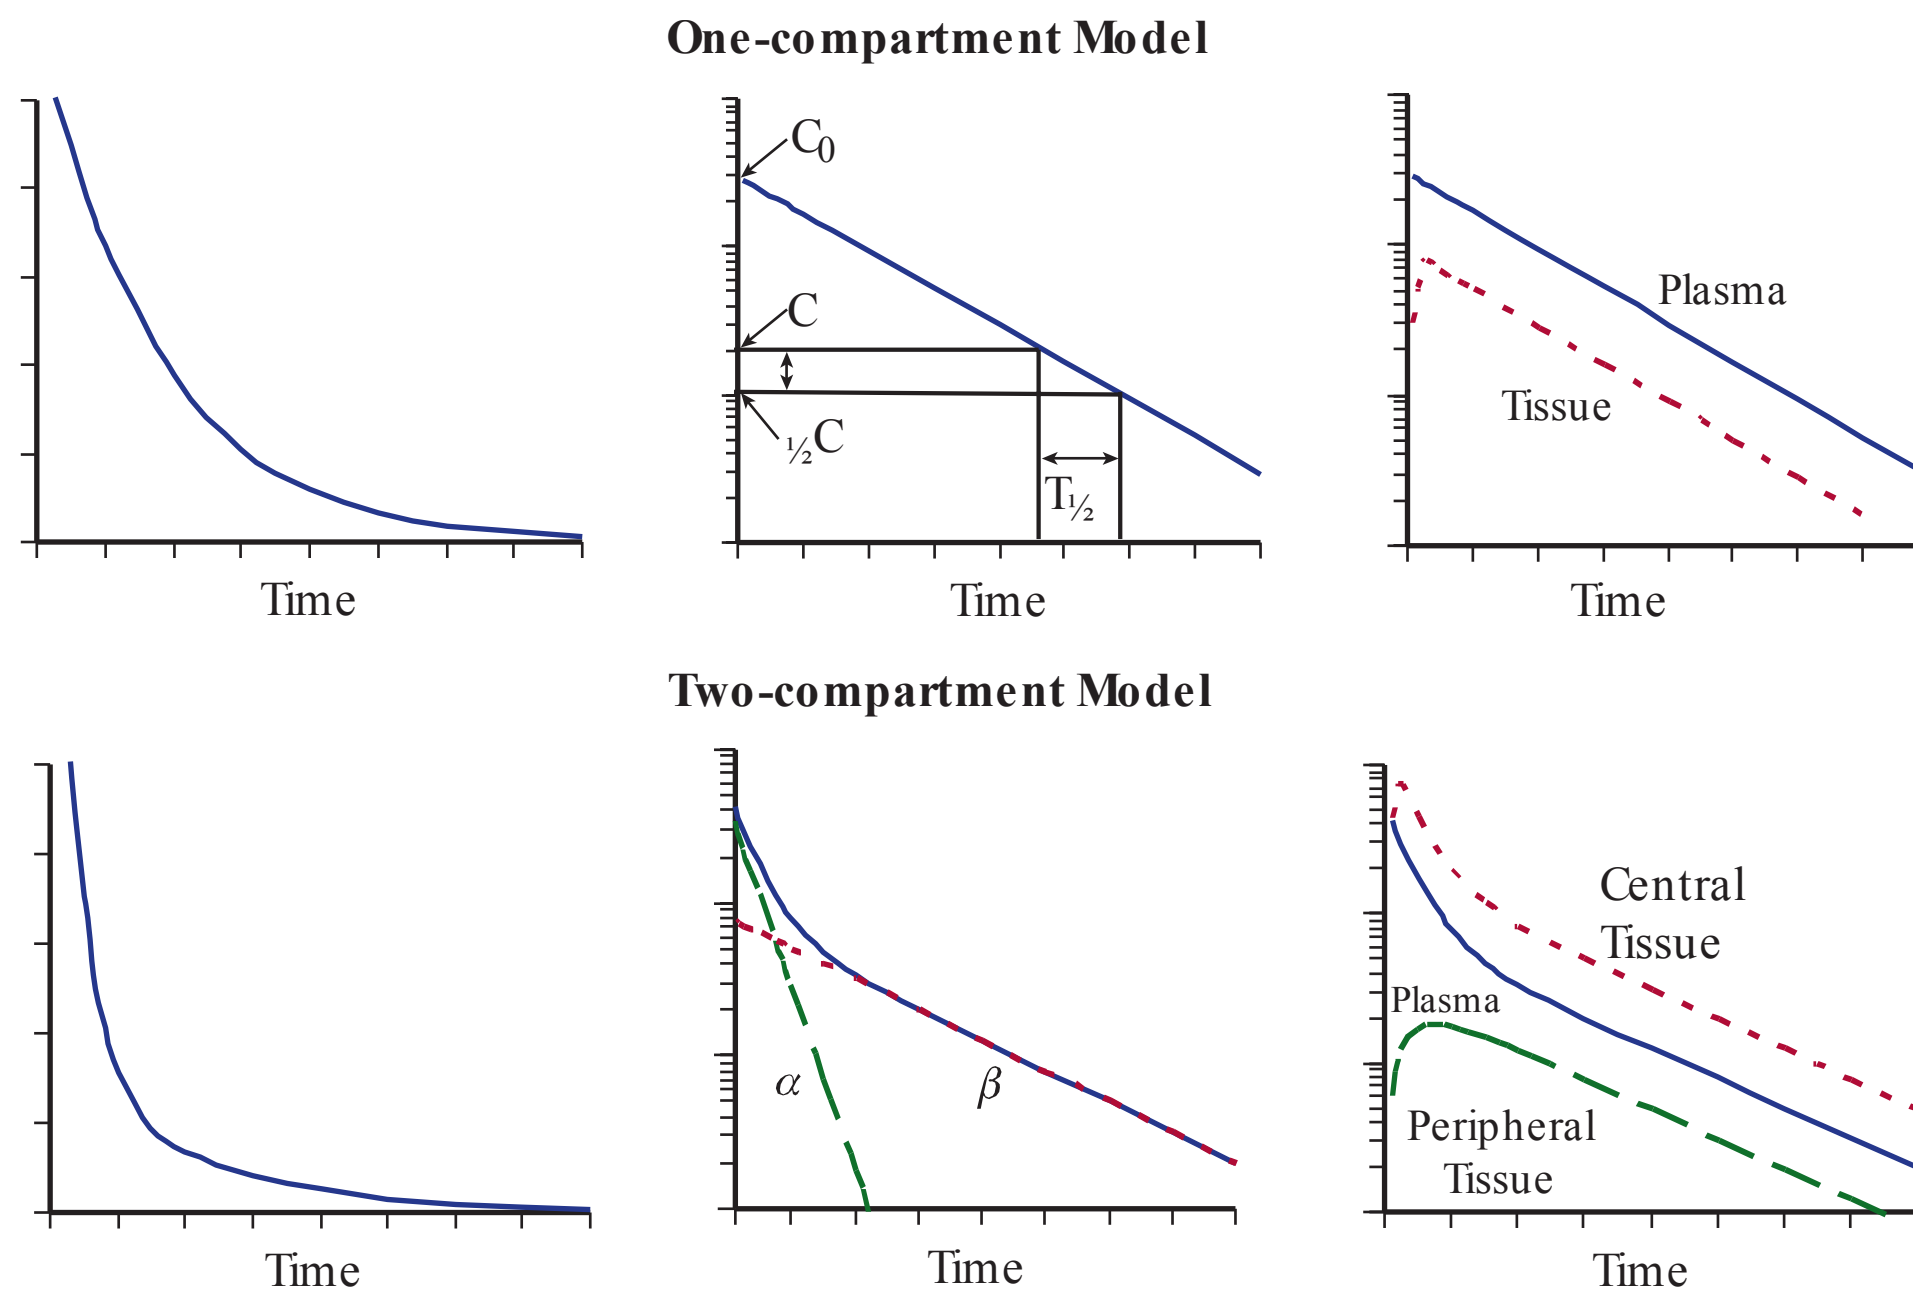 One-compartment Model
C0
C
½C
T½
Plasma
Tissue
Time
Time
Time
Two-compartment Model
α
β
Central
Tissue
Plasma
Peripheral
Tissue
Time
Time
Time